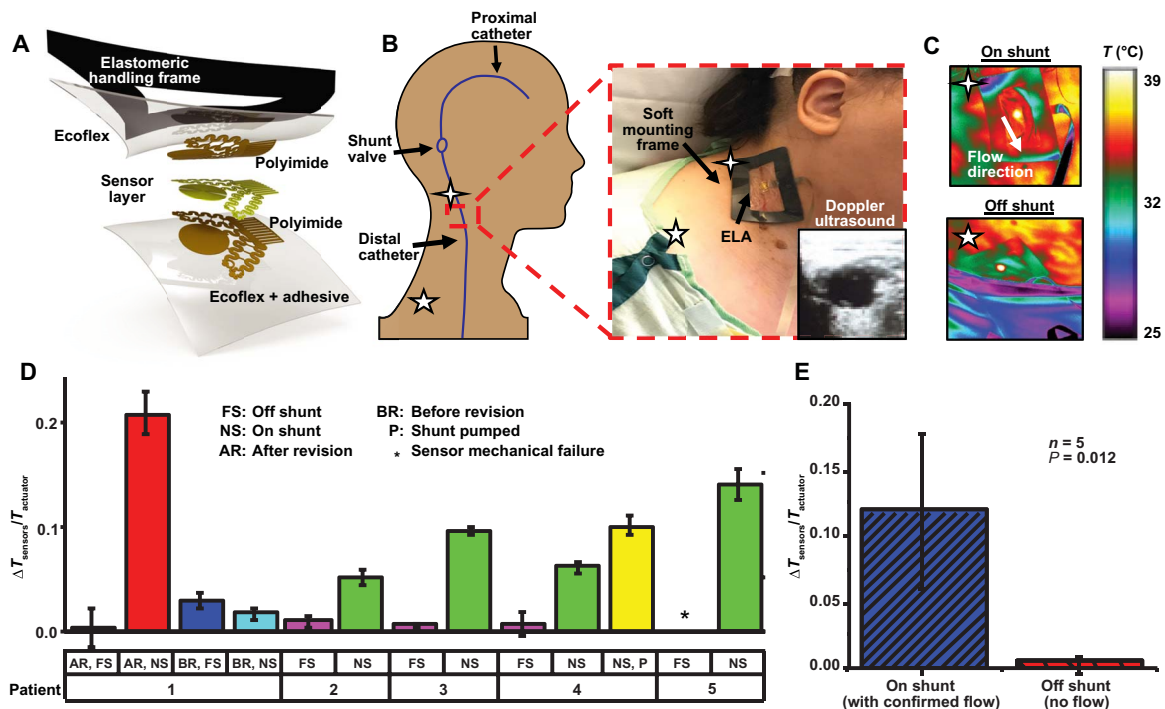 A
Elastomeric
handling frame
Ecoflex
Polyimide
Sensor
layer
Polyimide
Ecoflex + adhesive
B
Proximal
catheter
Shunt
valve
Distal
catheter
Soft
mounting
frame
ELA
Doppler
ultrasound
C
On shunt
Flow
direction
Off shunt
T (°C)
39
32
25
D
ΔTsensors/Tactuator
0.2
0.1
0.0
FS: Off shunt
NS: On shunt
AR: After revision
BR: Before revision
P: Shunt pumped
* Sensor mechanical failure
*
AR, FS AR, NS BR, FS BR, NS FS NS FS NS FS NS NS, P FS NS
Patient 1 2 3 4 5
E
ΔTsensors/Tactuator
0.20
0.15
0.10
0.05
0.00
n = 5
P = 0.012
On shunt
(with confirmed flow)
Off shunt
(no flow)